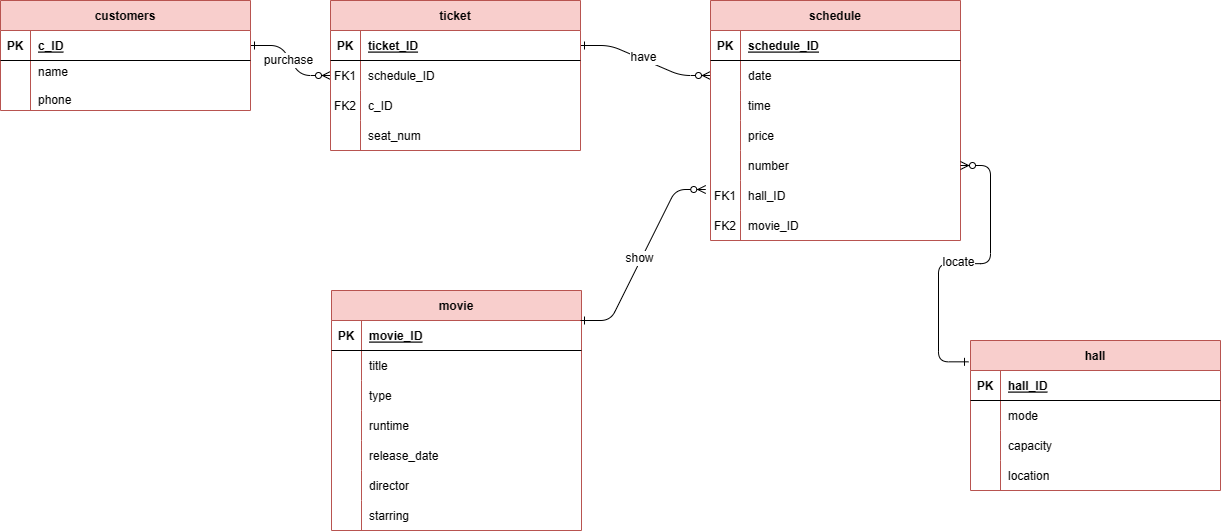 customers
PK c_ID
name
phone
purchase
ticket
PK ticket_ID
FK1 schedule_ID
FK2 c_ID
seat_num
have
schedule
PK schedule_ID
date
time
price
number
FK1 hall_ID
FK2 movie_ID
show
locate
movie
PK movie_ID
title
type
runtime
release_date
director
starring
hall
PK hall_ID
mode
capacity
location